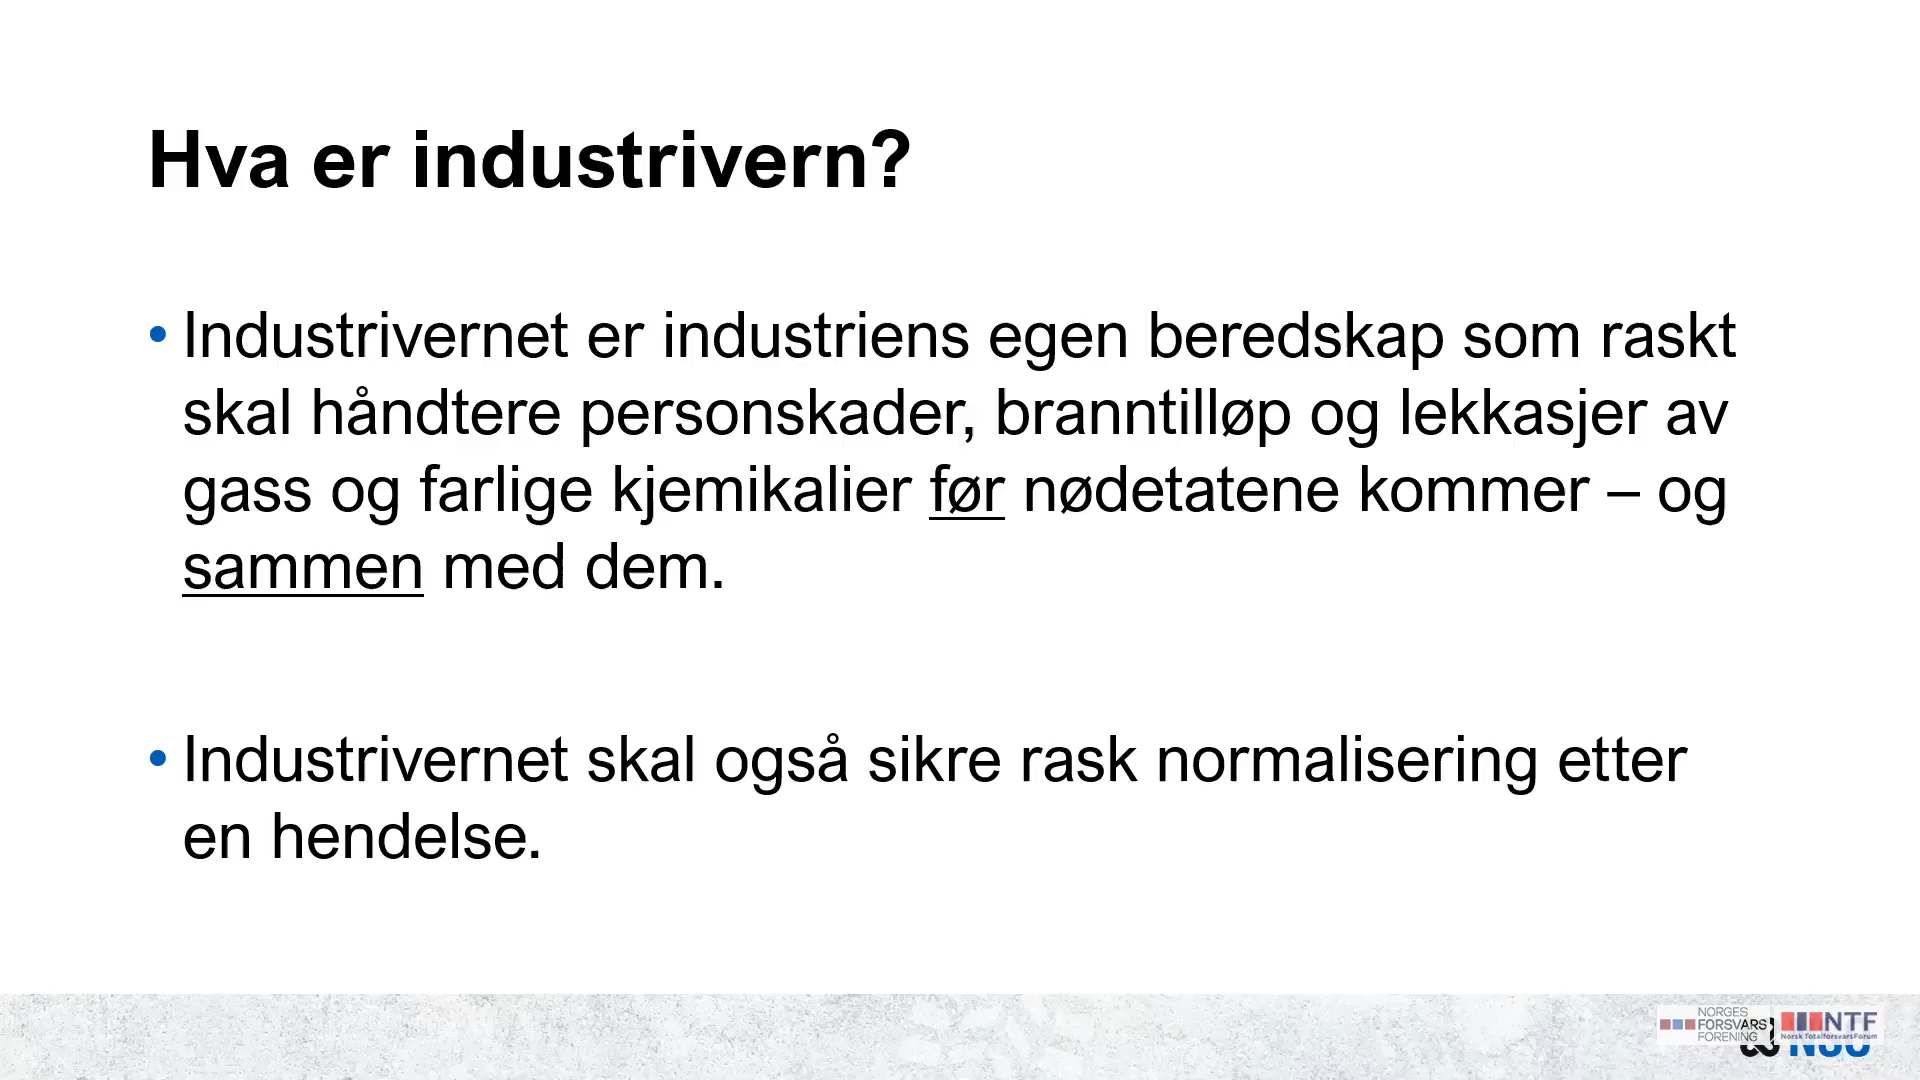 Hva er industrivern?
• Industrivernet er industriens egen beredskap som raskt
skal håndtere personskader, branntilløp og lekkasjer av
gass og farlige kjemikalier før nødetatene kommer – og
sammen med dem.
• Industrivernet skal også sikre rask normalisering etter
en hendelse.
NORGES
FORSVARS
FORENING
NTF
Norsk TotalforsvarsForum